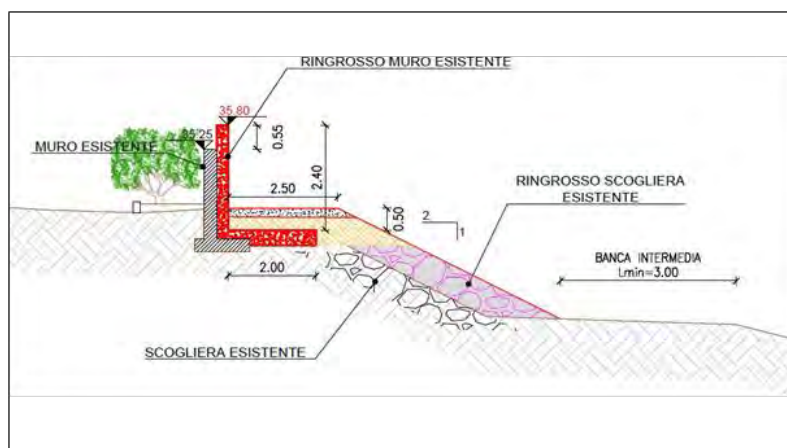 RINGROSSO MURO ESISTENTE
35.80
35.25
0.55
MURO ESISTENTE
2.40
2.50
0.50
2
1
RINGROSSO SCOGLIERA
ESISTENTE
BANCA INTERMEDIA
Lmin=3.00
2.00
SCOGLIERA ESISTENTE